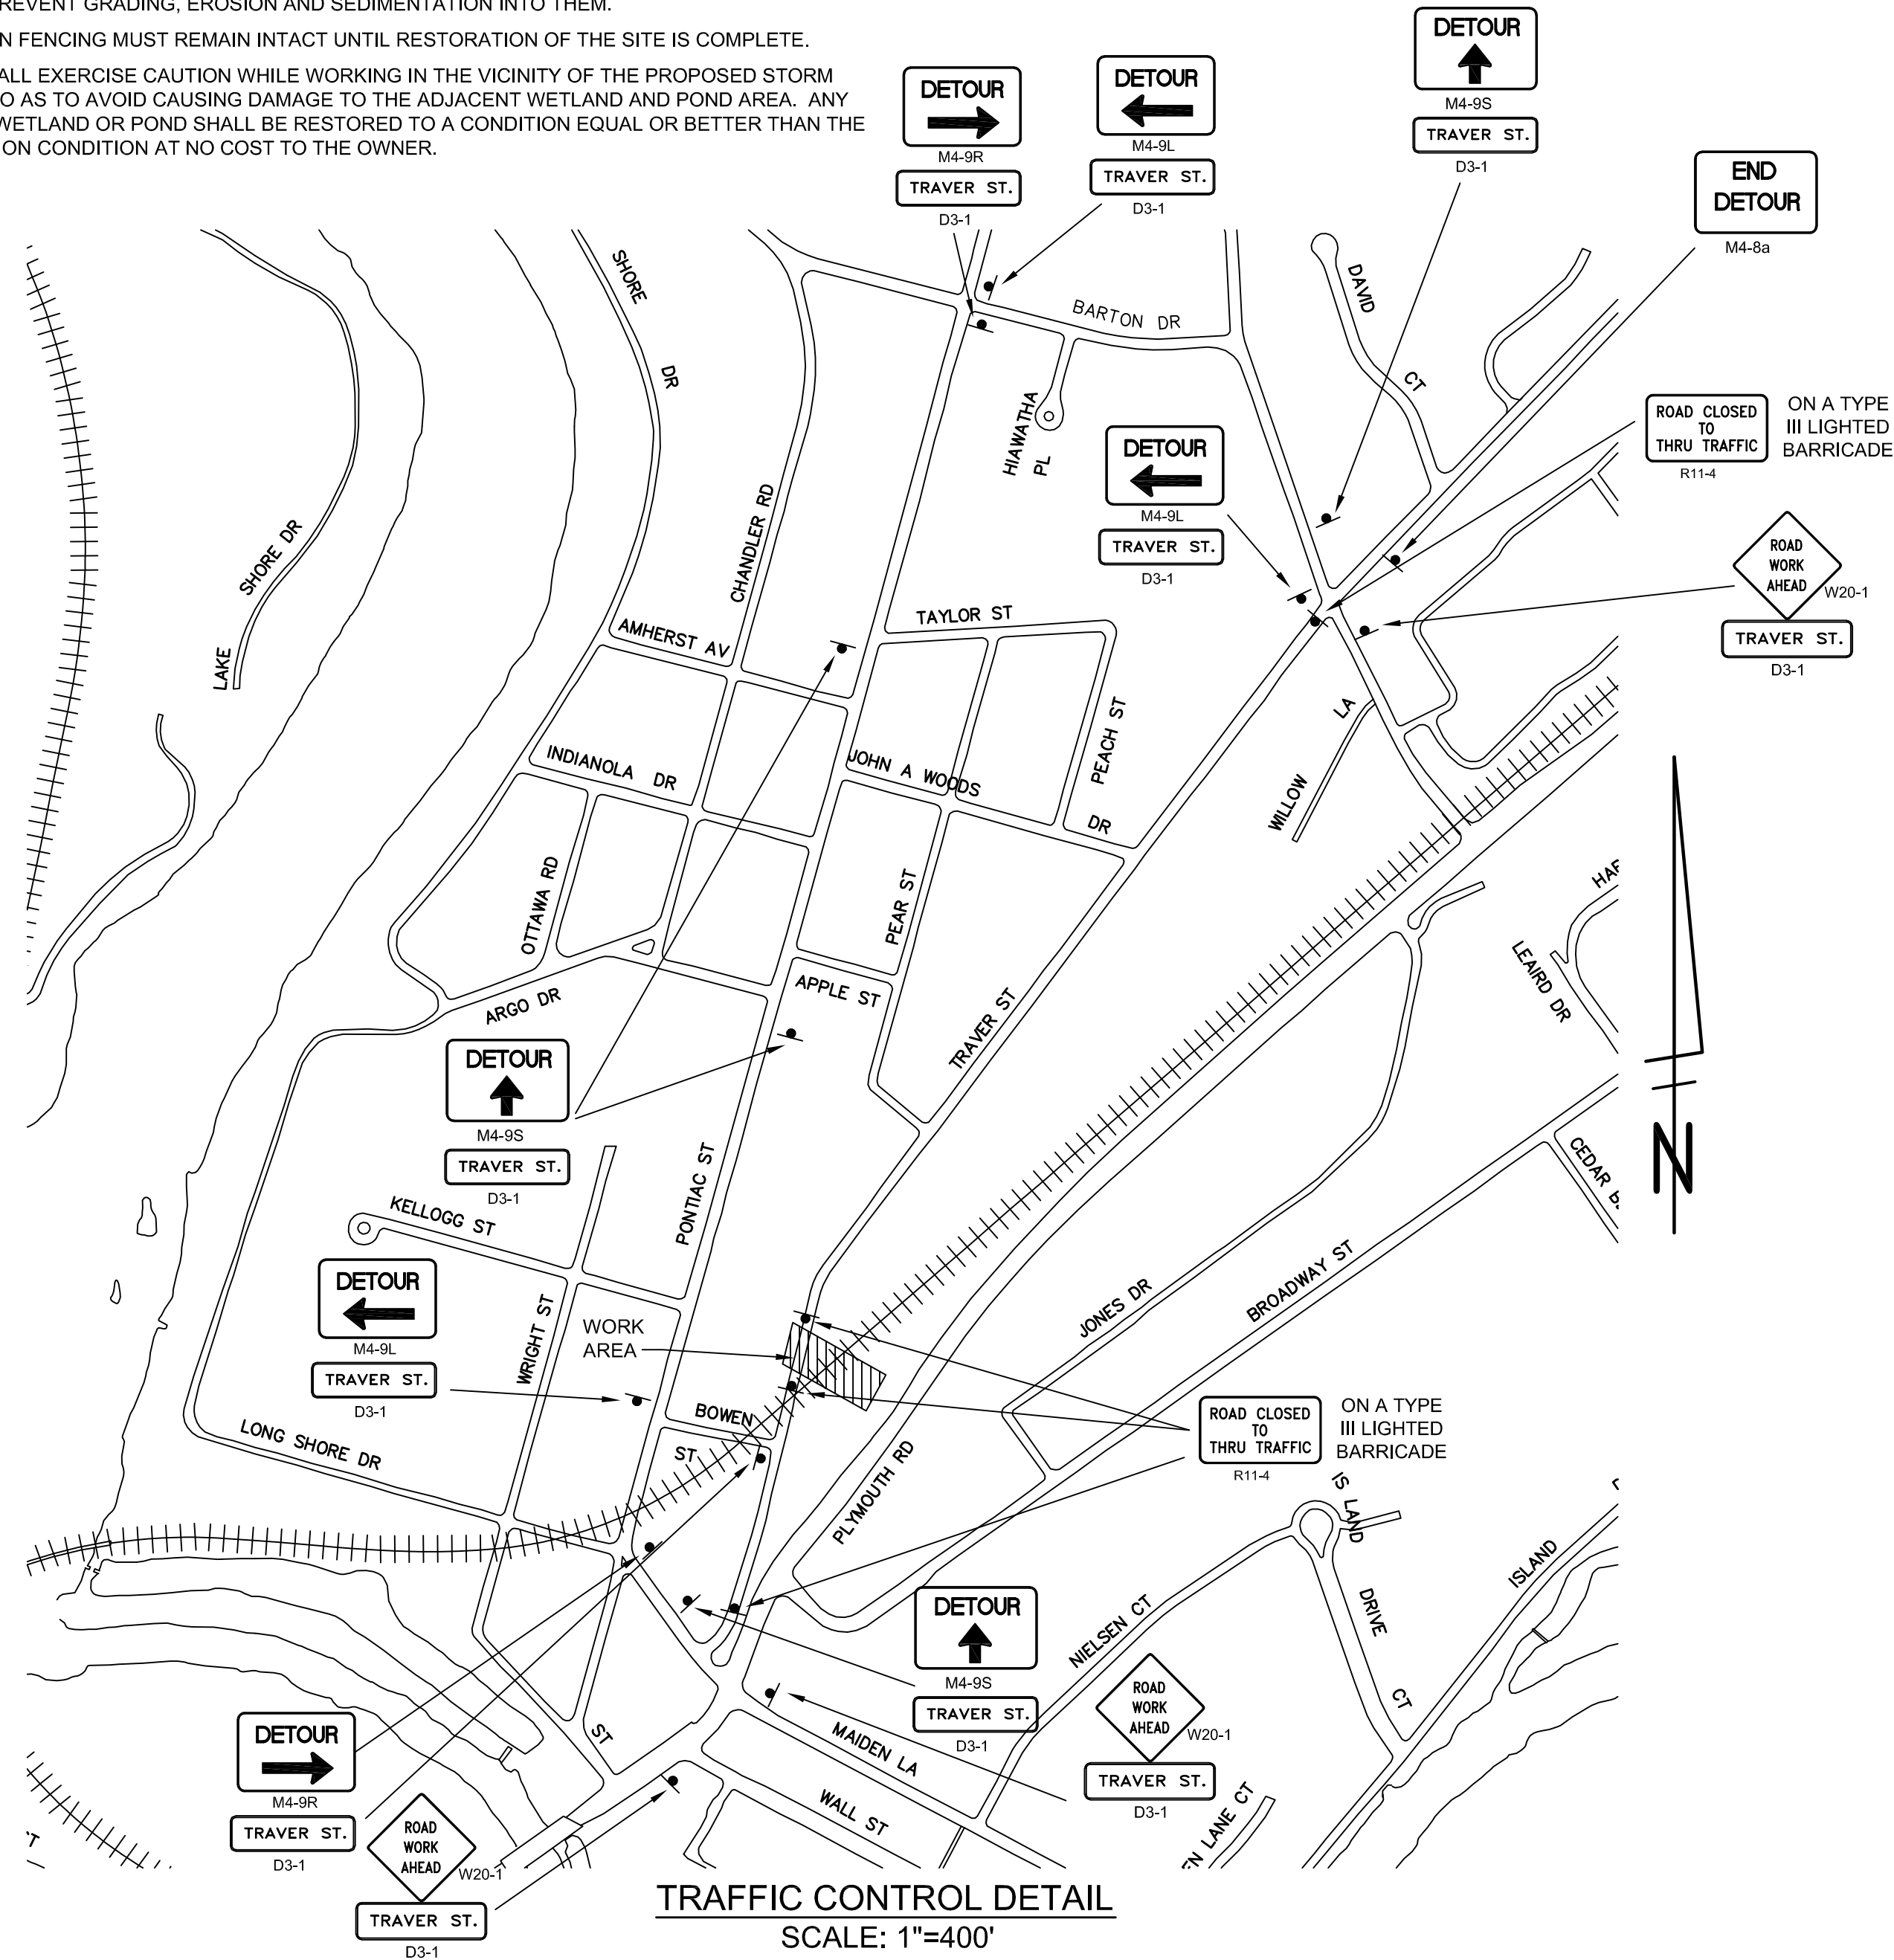 REVENT GRADING, EROSION AND SEDIMENTATION INTO THEM.
N FENCING MUST REMAIN INTACT UNTIL RESTORATION OF THE SITE IS COMPLETE.
ALL EXERCISE CAUTION WHILE WORKING IN THE VICINITY OF THE PROPOSED STORM
O AS TO AVOID CAUSING DAMAGE TO THE ADJACENT WETLAND AND POND AREA. ANY
WETLAND OR POND SHALL BE RESTORED TO A CONDITION EQUAL OR BETTER THAN THE
ON CONDITION AT NO COST TO THE OWNER.
DETOUR
M4-9R
TRAVER ST.
D3-1
DETOUR
M4-9L
TRAVER ST.
D3-1
DETOUR
M4-9S
TRAVER ST.
D3-1
END
DETOUR
M4-8a
SHORE
DR
BARTON DR
DAVID
CT
HIAWATHA
PL
ROAD CLOSED
TO
THRU TRAFFIC
R11-4
ON A TYPE
III LIGHTED
BARRICADE
DETOUR
M4-9L
TRAVER ST.
D3-1
ROAD
WORK
AHEAD
W20-1
TRAVER ST.
D3-1
LAKE
SHORE DR
CHANDLER RD
AMHERST AV
TAYLOR ST
PEACH ST
LA
WILLOW
INDIANOLA DR
JOHN A WOODS
DR
OTTAWA RD
PEAR ST
HAR
LEAIRD DR
ARGO DR
APPLE ST
TRAVER ST
DETOUR
M4-9S
TRAVER ST.
D3-1
N
CEDAR B
KELLOGG ST
PONTIAC ST
DETOUR
M4-9L
TRAVER ST.
D3-1
WRIGHT ST
WORK
AREA
JONES DR
BROADWAY ST
BOWEN
ST
LONG SHORE DR
PLYMOUTH RD
ROAD CLOSED
TO
THRU TRAFFIC
R11-4
ON A TYPE
III LIGHTED
BARRICADE
IS LAND
DRIVE
CT
ISLAND
NIELSEN CT
DETOUR
M4-9S
TRAVER ST.
D3-1
ROAD
WORK
AHEAD
W20-1
TRAVER ST.
D3-1
MAIDEN LA
WALL ST
ST
EN LANE CT
DETOUR
M4-9R
TRAVER ST.
D3-1
ROAD
WORK
AHEAD
W20-1
TRAVER ST.
D3-1
TRAFFIC CONTROL DETAIL
SCALE: 1"=400'